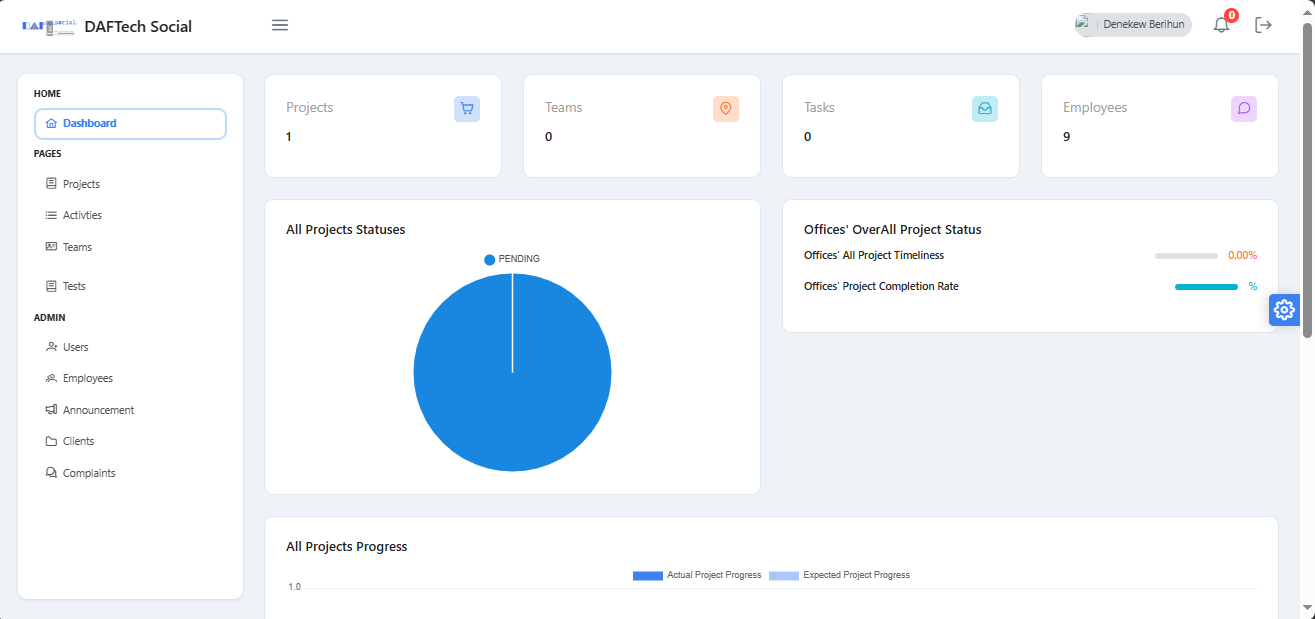 DAFTech Social
Denekew Berihun
0
HOME
Dashboard
PAGES
Projects
Activties
Teams
Tests
ADMIN
Users
Employees
Announcement
Clients
Complaints
Projects
1
Teams
0
Tasks
0
Employees
9
All Projects Statuses
PENDING
Offices' OverAll Project Status
Offices' All Project Timeliness 0.00%
Offices' Project Completion Rate %
All Projects Progress
Actual Project Progress Expected Project Progress
1.0